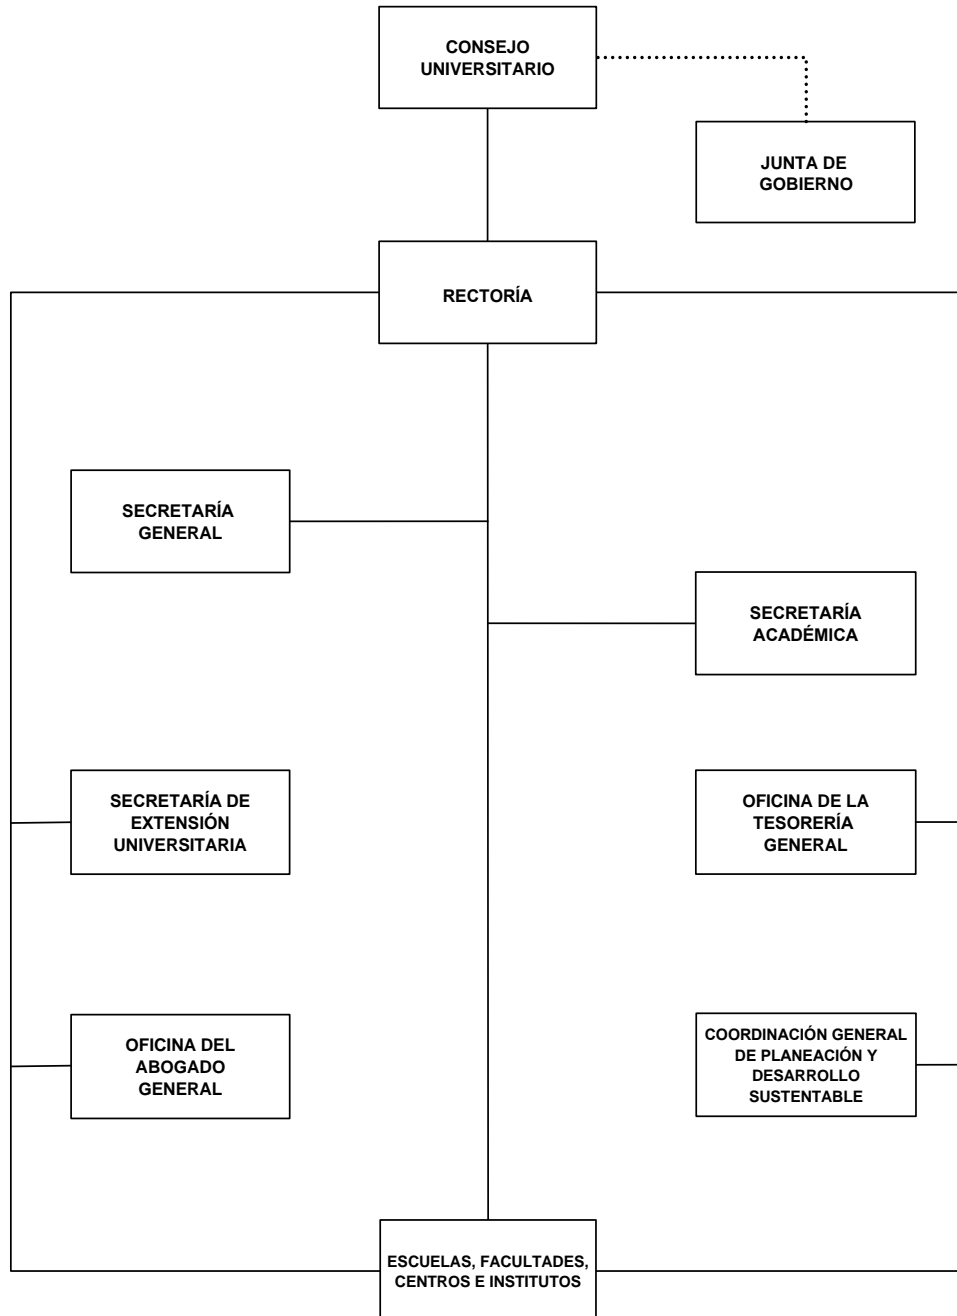 CONSEJO
UNIVERSITARIO
JUNTA DE
GOBIERNO
RECTORÍA
SECRETARÍA
GENERAL
SECRETARÍA
ACADÉMICA
SECRETARÍA DE
EXTENSIÓN
UNIVERSITARIA
OFICINA DE LA
TESORERÍA
GENERAL
OFICINA DEL
ABOGADO
GENERAL
COORDINACIÓN GENERAL
DE PLANEACIÓN Y
DESARROLLO
SUSTENTABLE
ESCUELAS, FACULTADES,
CENTROS E INSTITUTOS